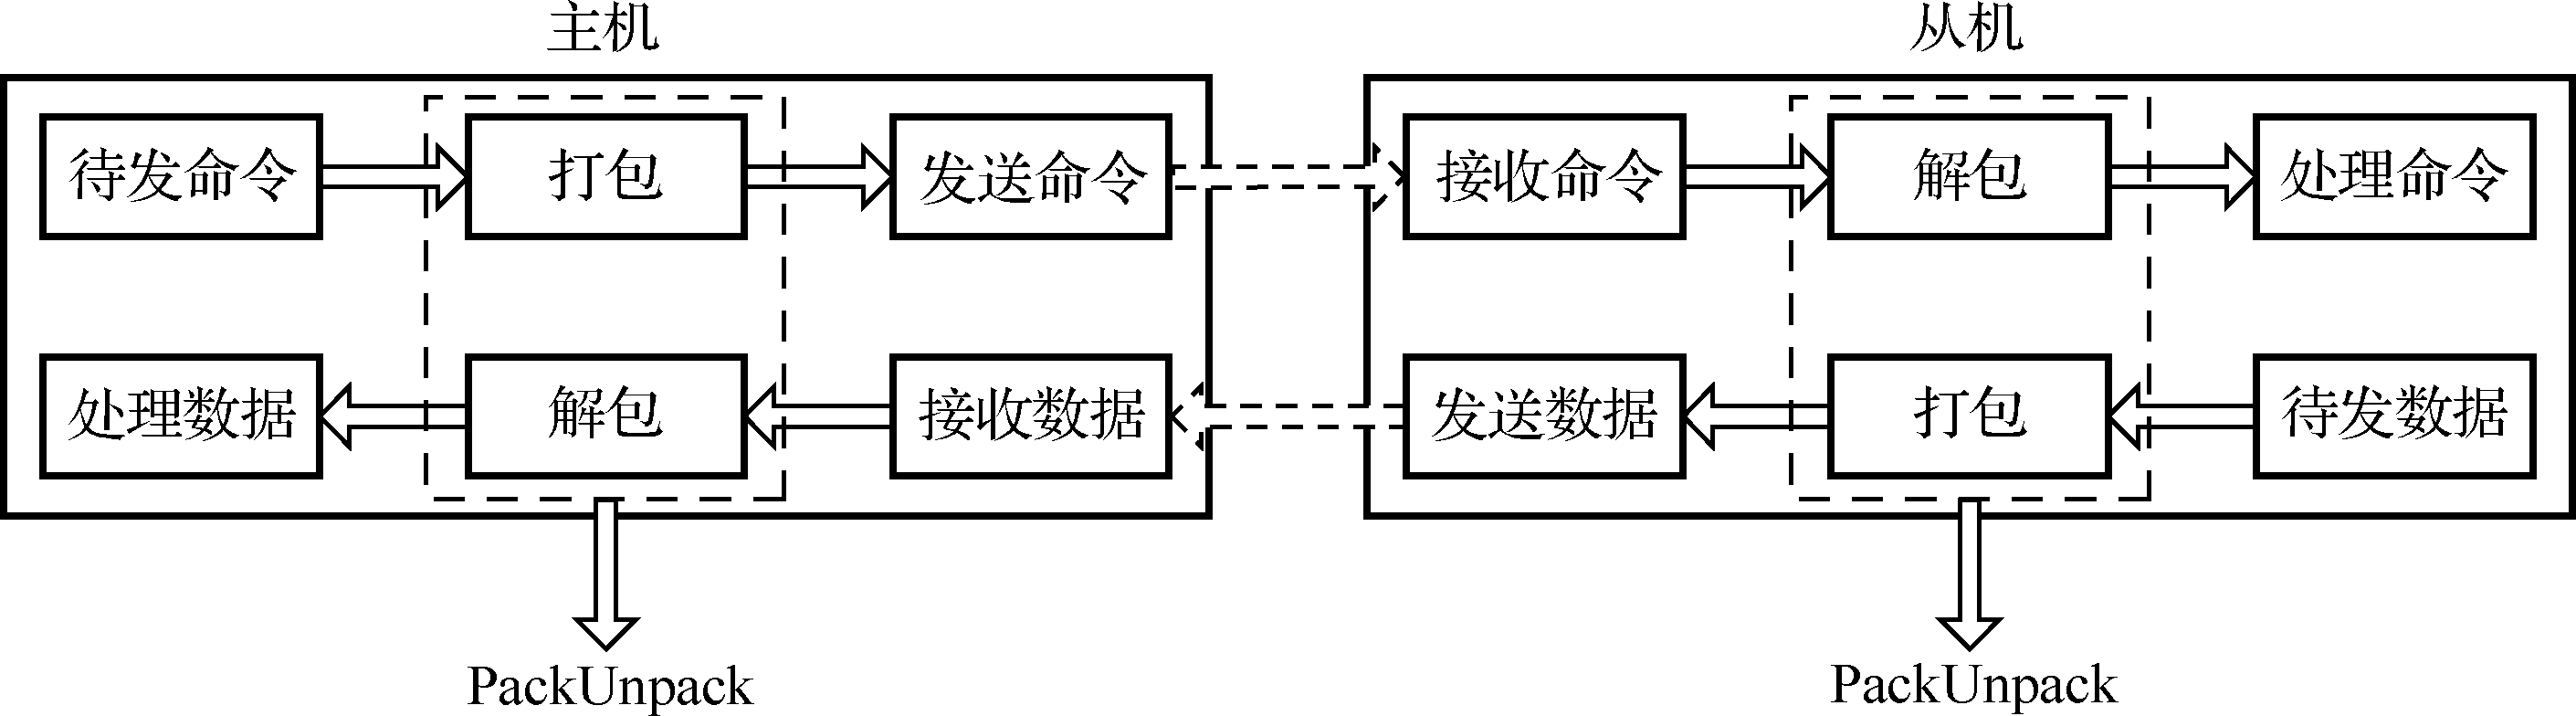 主机
从机
待发命令
打包
发送命令
接收命令
解包
处理命令
处理数据
解包
接收数据
发送数据
打包
待发数据
PackUnpack
PackUnpack